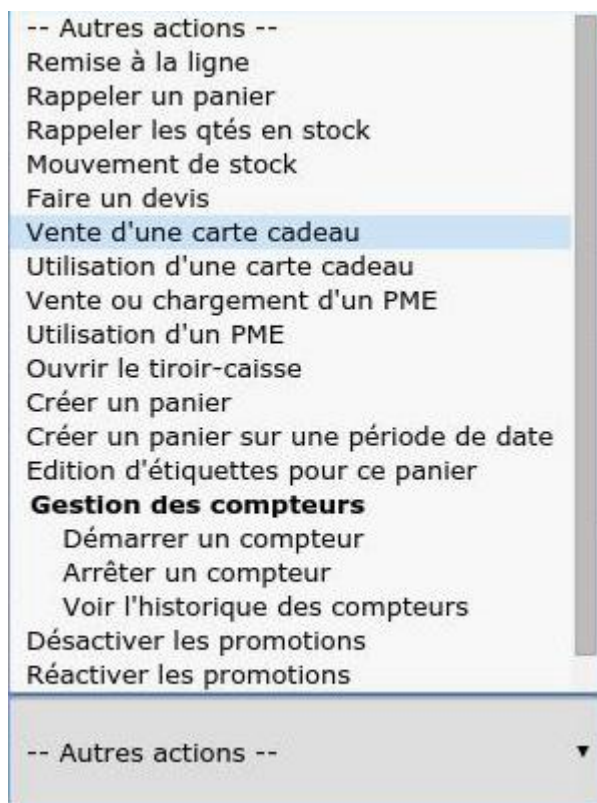 -- Autres actions --
Remise à la ligne
Rappeler un panier
Rappeler les qtés en stock
Mouvement de stock
Faire un devis
Vente d'une carte cadeau
Utilisation d'une carte cadeau
Vente ou chargement d'un PME
Utilisation d'un PME
Ouvrir le tiroir-caisse
Créer un panier
Créer un panier sur une période de date
Edition d'étiquettes pour ce panier
Gestion des compteurs
Démarrer un compteur
Arrêter un compteur
Voir l'historique des compteurs
Désactiver les promotions
Réactiver les promotions
-- Autres actions --